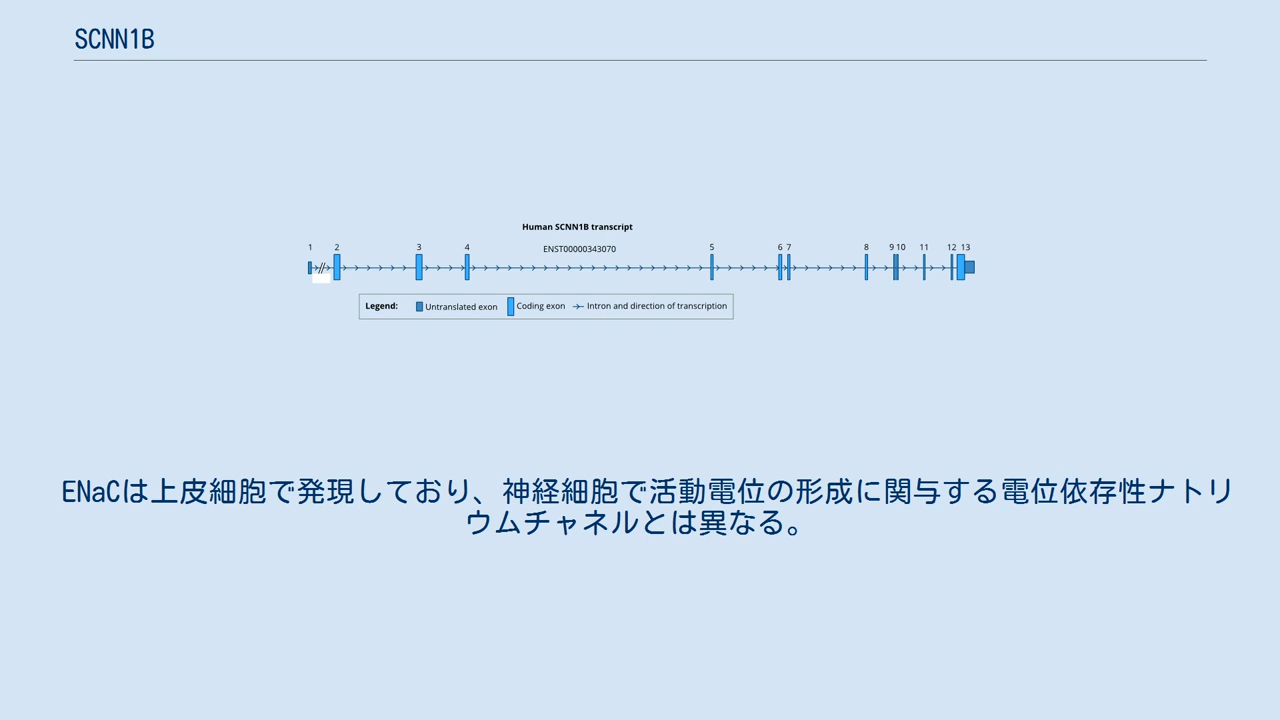 SCNN1B
Human SCNN1B transcript
ENST00000343070
1 2 3 4 5 6 7 8 9 10 11 12 13
Legend: Untranslated exon Coding exon Intron and direction of transcription
ENaCは上皮細胞で発現しており、神経細胞で活動電位の形成に関与する電位依存性ナトリ
ウムチャネルとは異なる。